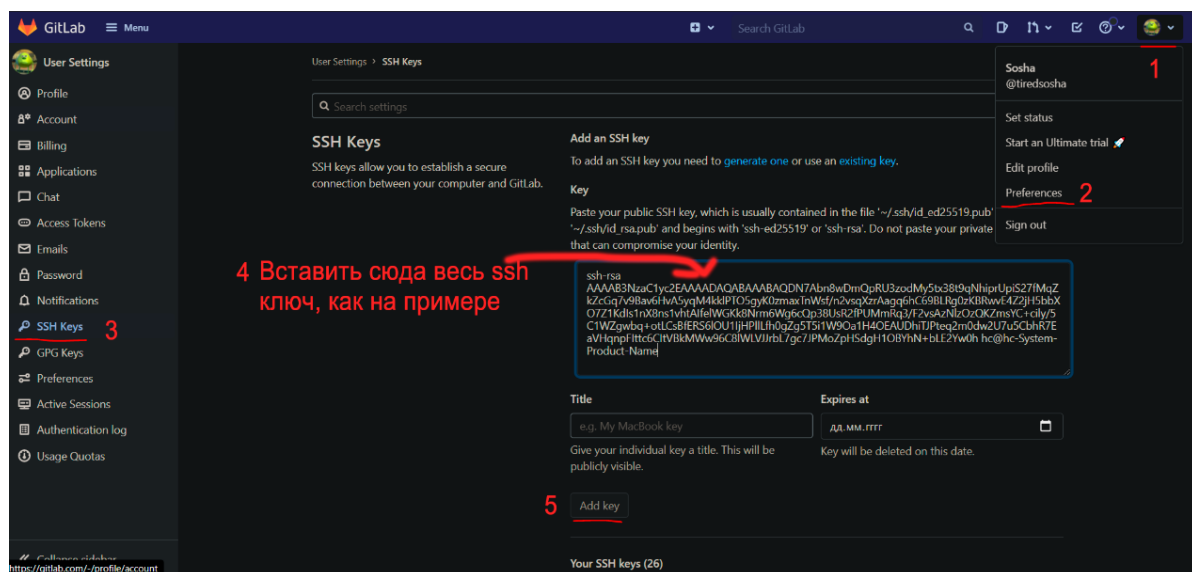 GitLab Menu Search GitLab
User Settings
Profile
Account
Billing
Applications
Chat
Access Tokens
Emails
Password
Notifications
SSH Keys 3
GPG Keys
Preferences
Active Sessions
Authentication log
Usage Quotas
Collapse sidebar
https://gitlab.com/-/profile/account
User Settings > SSH Keys
Search settings
SSH Keys
SSH keys allow you to establish a secure
connection between your computer and GitLab.
Add an SSH key
To add an SSH key you need to generate one or use an existing key.
Key
Paste your public SSH key, which is usually contained in the file '~/.ssh/id_ed25519.pub'
'~/.ssh/id_rsa.pub' and begins with 'ssh-ed25519' or 'ssh-rsa'. Do not paste your private
that can compromise your identity.
4 Вставить сюда весь ssh
ключ, как на примере
ssh-rsa
hc@hc-System-
Product-Name
Title
e.g. My MacBook key
Give your individual key a title. This will be
publicly visible.
Expires at
дд.мм.гггг
Key will be deleted on this date.
5 Add key
Your SSH keys (26)
1
Sosha
@tiredsosha
Set status
Start an Ultimate trial 🚀
Edit profile
Preferences 2
Sign out